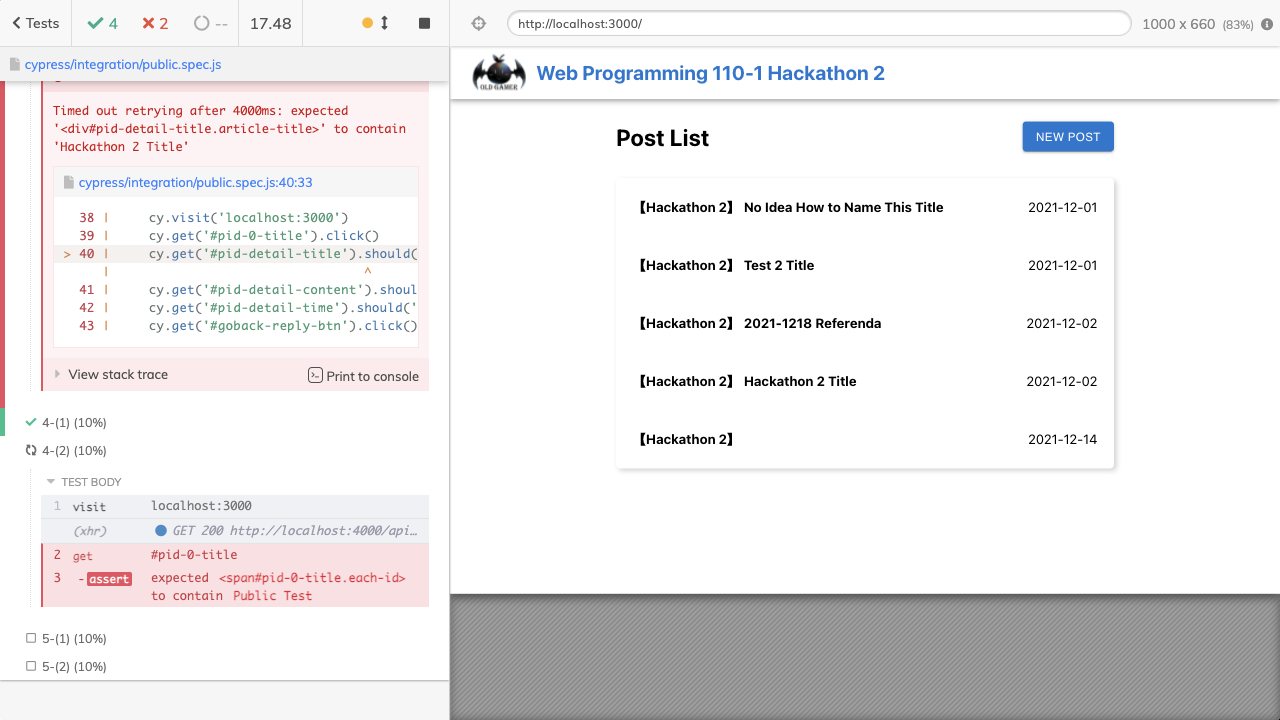 Tests
4
2
--
17.48
http://localhost:3000/
1000 x 660 (83%)
cypress/integration/public.spec.js
OLD GAMER
Web Programming 110-1 Hackathon 2
Timed out retrying after 4000ms: expected
'<div#pid-detail-title.article-title>' to contain
'Hackathon 2 Title'
cypress/integration/public.spec.js:40:33
38 | cy.visit('localhost:3000')
39 | cy.get('#pid-0-title').click()
> 40 | cy.get('#pid-detail-title').should(
| ^
41 | cy.get('#pid-detail-content').shoul
42 | cy.get('#pid-detail-time').should('
43 | cy.get('#goback-reply-btn').click()
View stack trace
Print to console
4-(1) (10%)
4-(2) (10%)
TEST BODY
1 visit localhost:3000
(xhr) GET 200 http://localhost:4000/api…
2 get #pid-0-title
3 -assert expected <span#pid-0-title.each-id>
to contain Public Test
5-(1) (10%)
5-(2) (10%)
Post List
NEW POST
【Hackathon 2】 No Idea How to Name This Title 2021-12-01
【Hackathon 2】 Test 2 Title 2021-12-01
【Hackathon 2】 2021-1218 Referenda 2021-12-02
【Hackathon 2】 Hackathon 2 Title 2021-12-02
【Hackathon 2】 2021-12-14